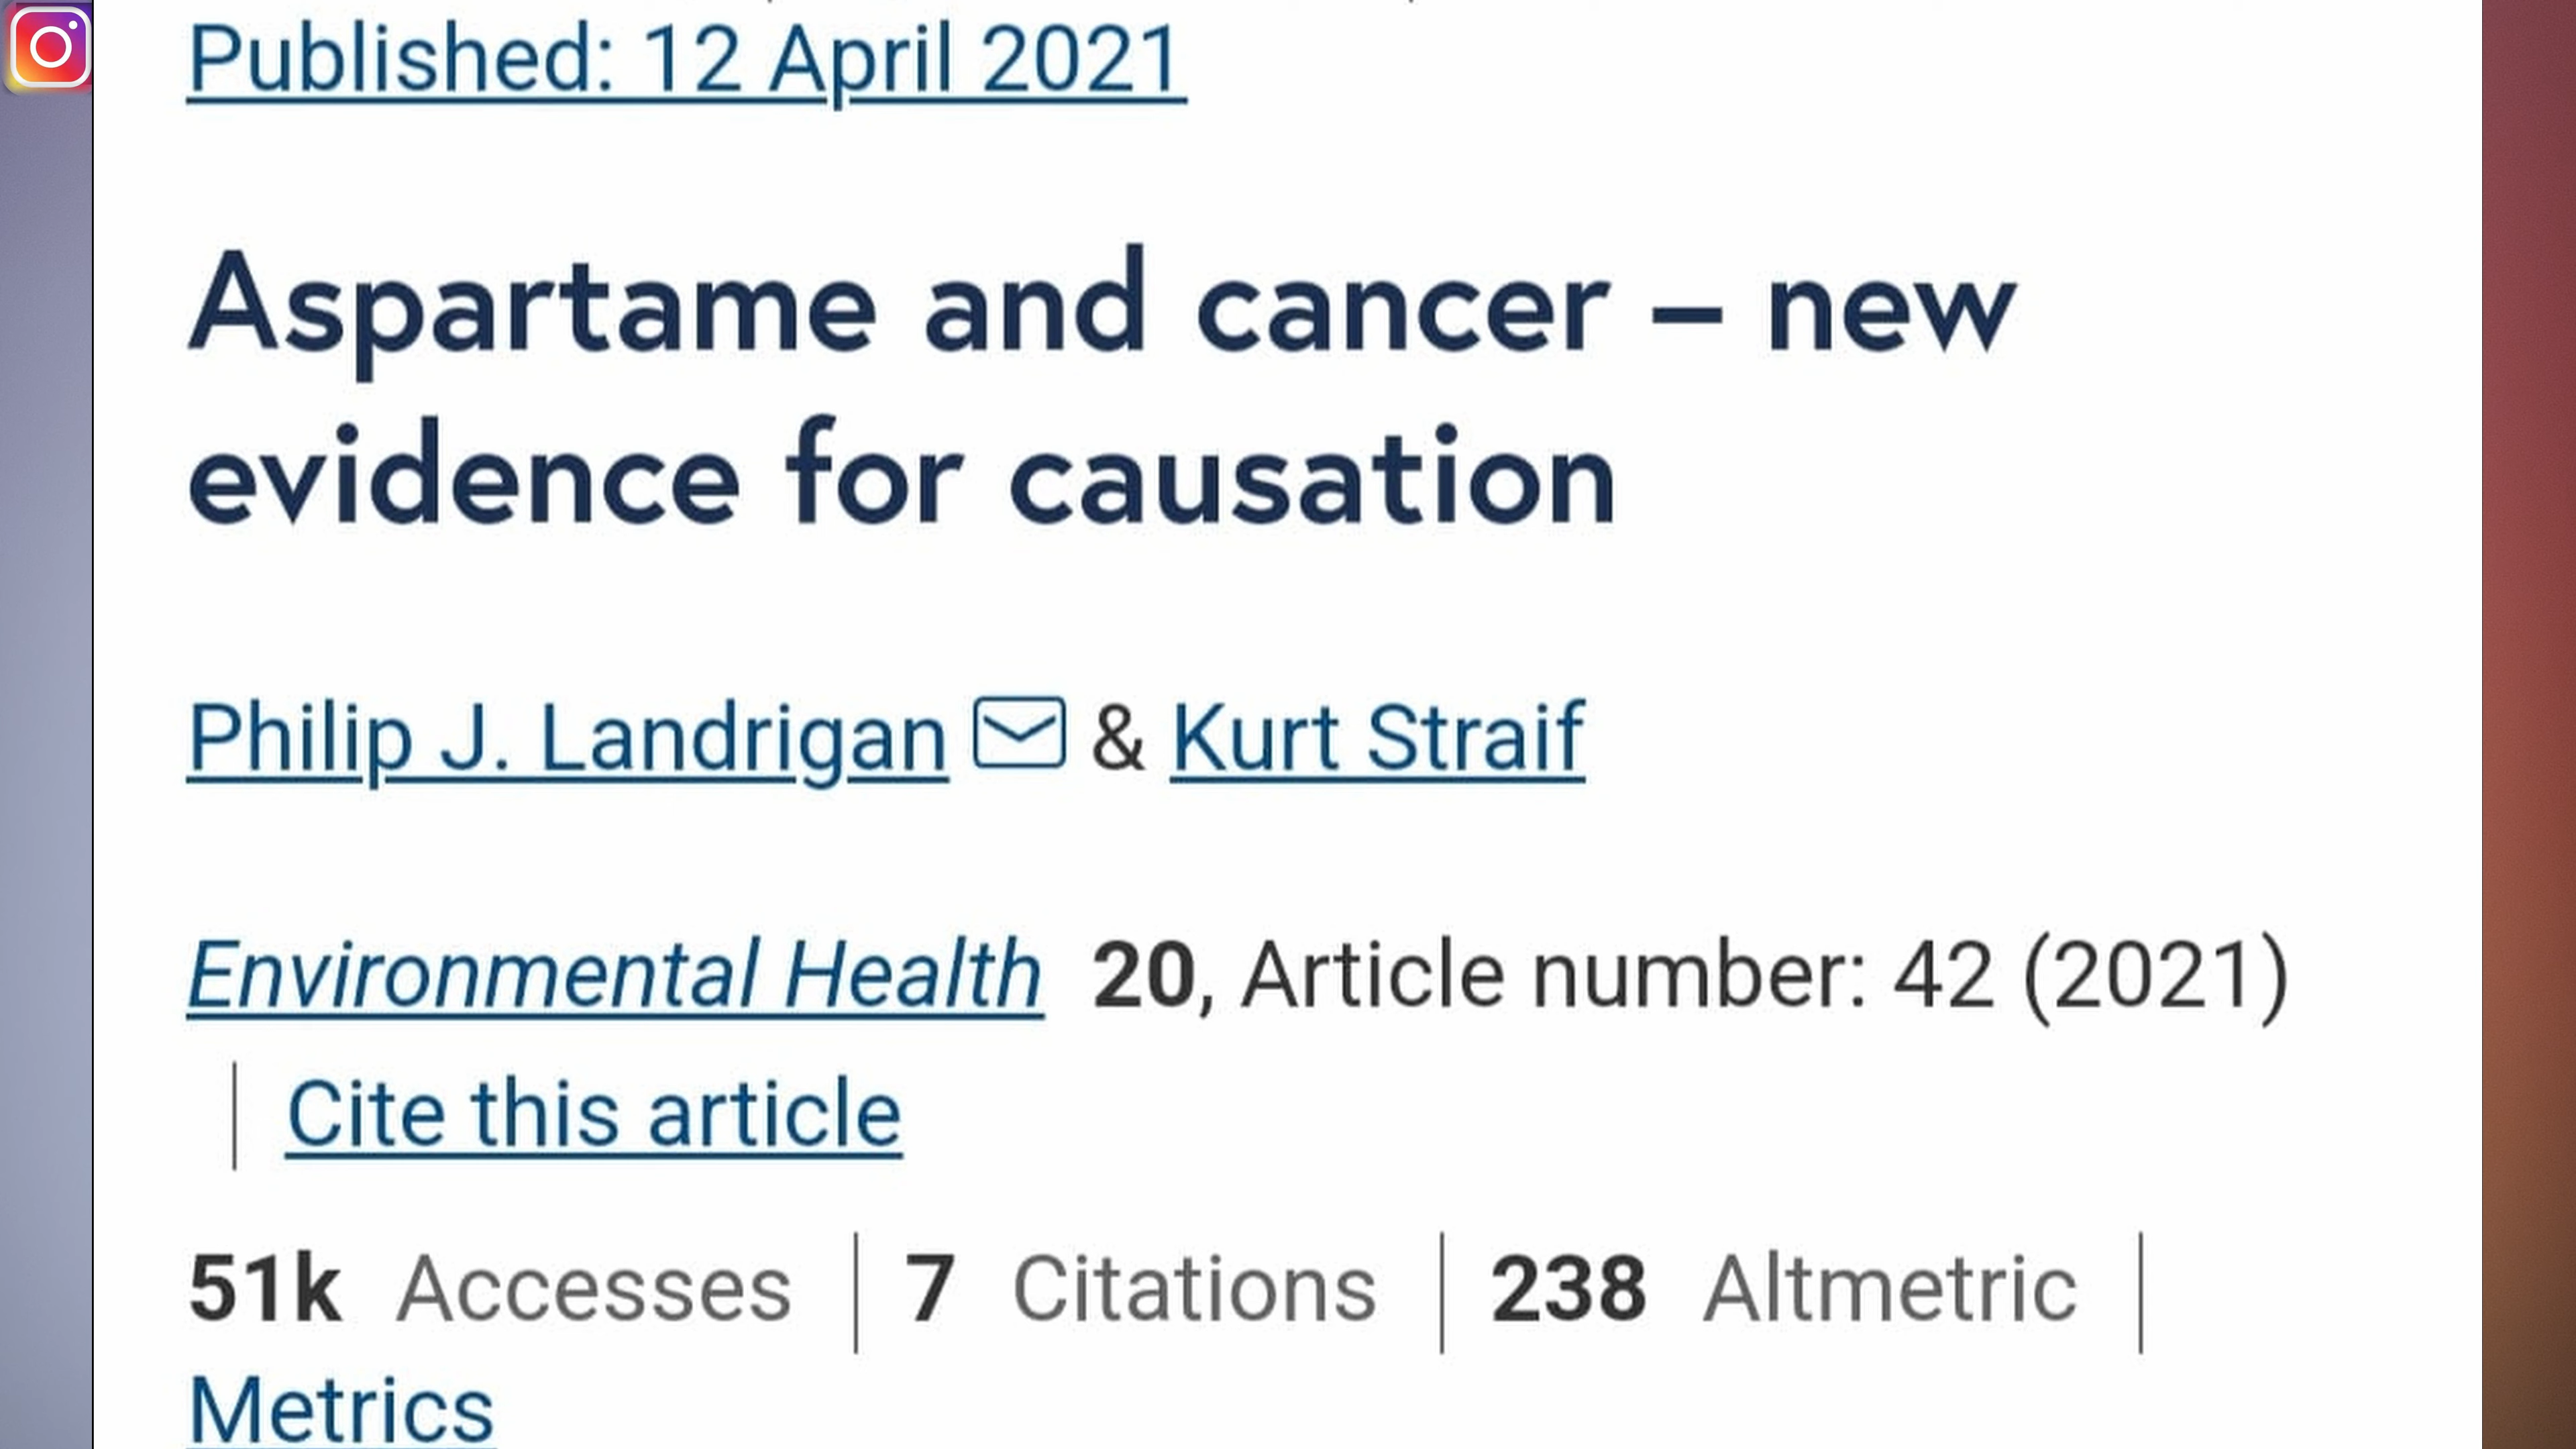 Published: 12 April 2021
Aspartame and cancer – new
evidence for causation
Philip J. Landrigan & Kurt Straif
Environmental Health 20, Article number: 42 (2021)
| Cite this article
51k Accesses | 7 Citations | 238 Altmetric |
Metrics